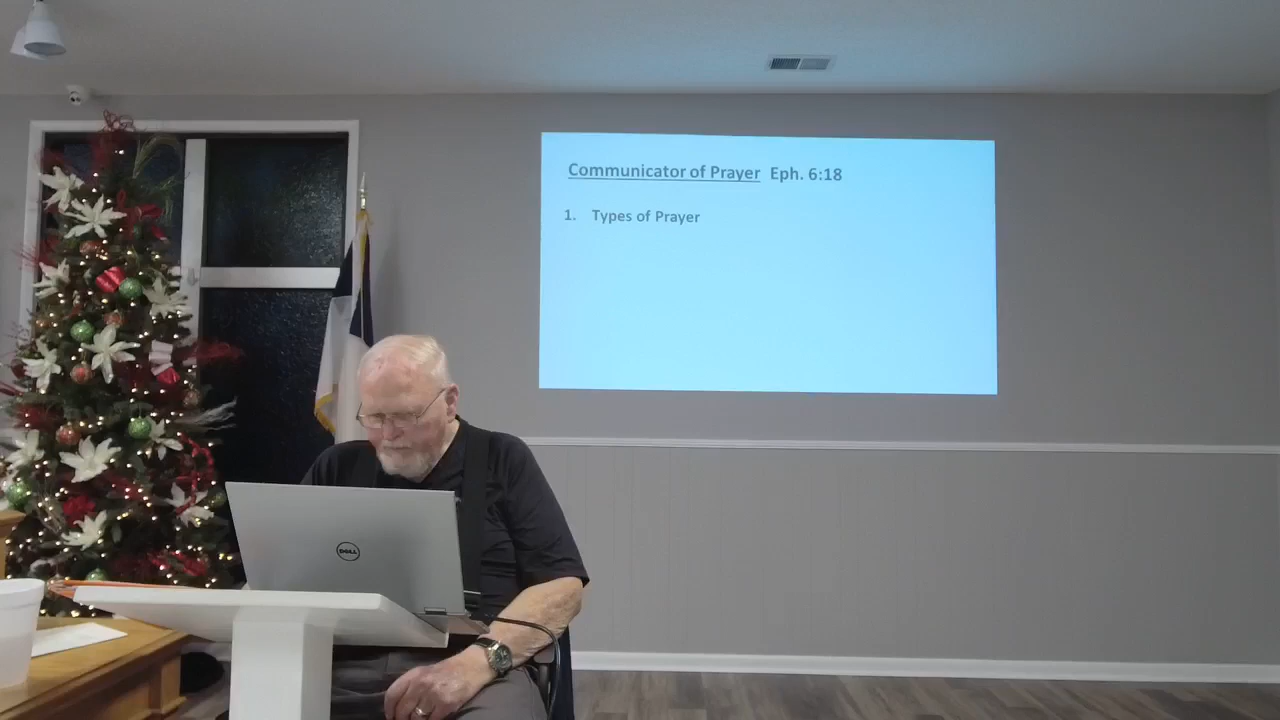 Communicator of Prayer Eph. 6:18
1. Types of Prayer
DELL